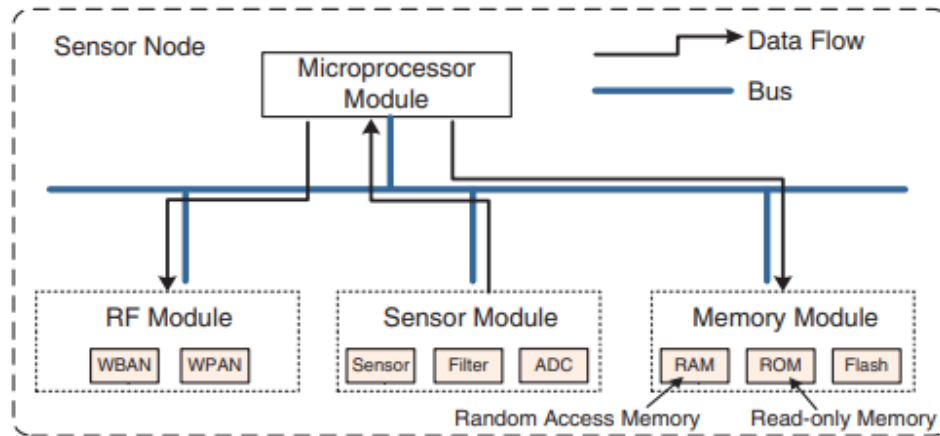 Sensor Node
Microprocessor
Module
Data Flow
Bus
RF Module
WBAN
WPAN
Sensor Module
Sensor
Filter
ADC
Memory Module
RAM
ROM
Flash
Random Access Memory
Read-only Memory